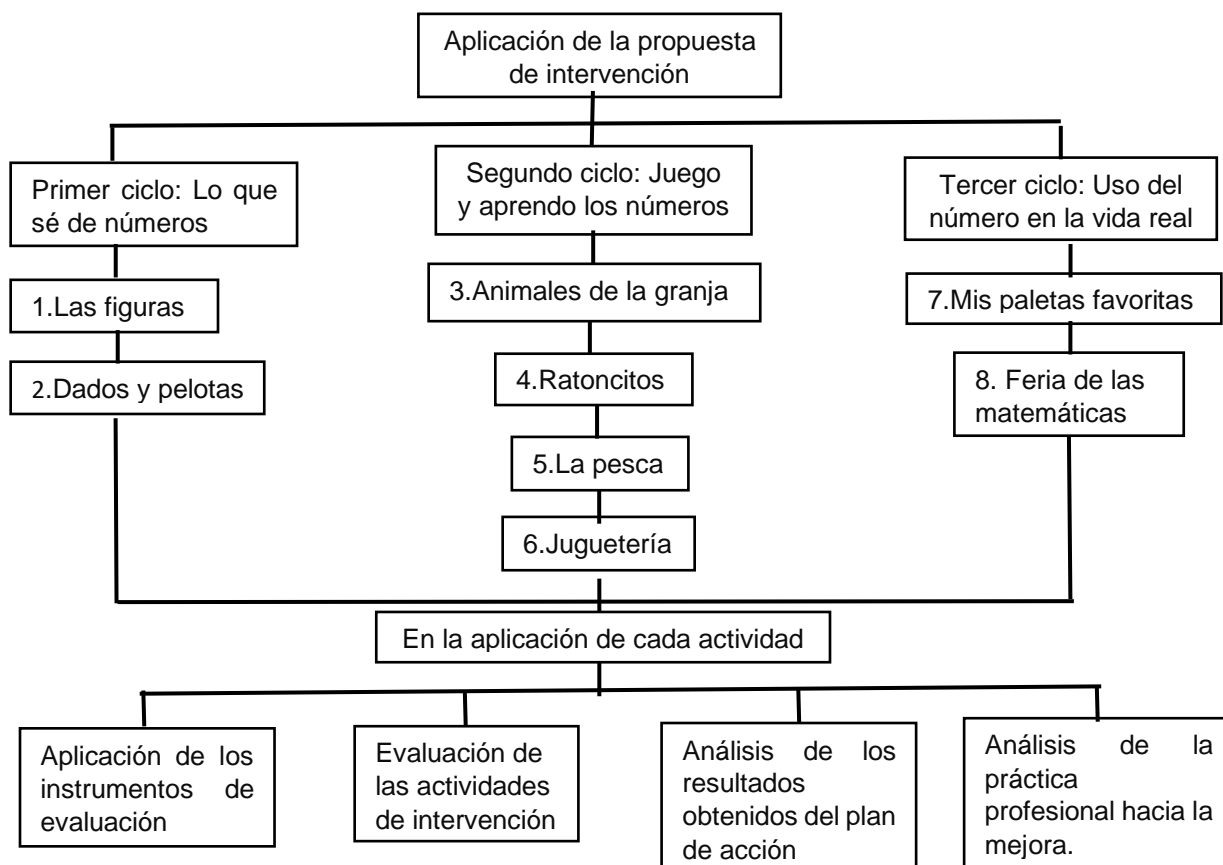 Aplicación de la propuesta
de intervención
Primer ciclo: Lo que
sé de números
Segundo ciclo: Juego
y aprendo los números
Tercer ciclo: Uso del
número en la vida real
1.Las figuras
2.Dados y pelotas
3.Animales de la granja
4.Ratoncitos
5.La pesca
6.Juguetería
7.Mis paletas favoritas
8. Feria de las
matemáticas
En la aplicación de cada actividad
Aplicación de los
instrumentos de
evaluación
Evaluación de
las actividades
de intervención
Análisis de los
resultados
obtenidos del plan
de acción
Análisis de la
práctica
profesional hacia la
mejora.